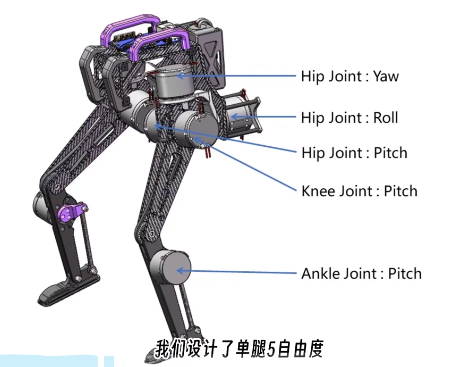 Hip Joint : Yaw
Hip Joint : Roll
Hip Joint : Pitch
Knee Joint : Pitch
Ankle Joint : Pitch
我们设计了单腿5自由度